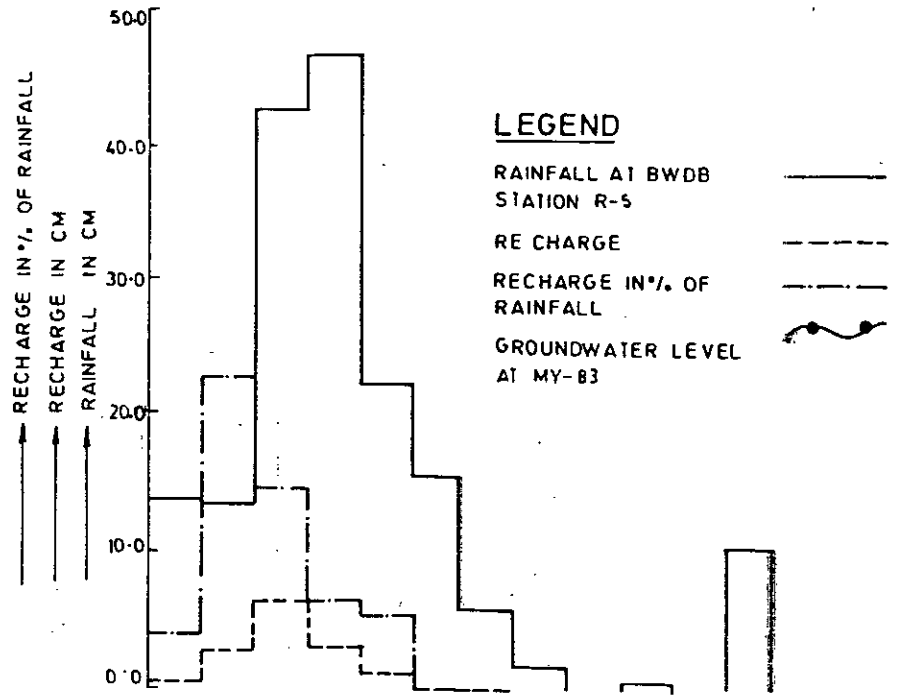 50.0
40.0
30.0
20.0
10.0
0.0
RECHARGE IN % OF RAINFALL
RECHARGE IN CM
RAINFALL IN CM
LEGEND
RAINFALL AT BWDB
STATION R-5
RE CHARGE
RECHARGE IN % OF
RAINFALL
GROUNDWATER LEVEL
AT MY-83